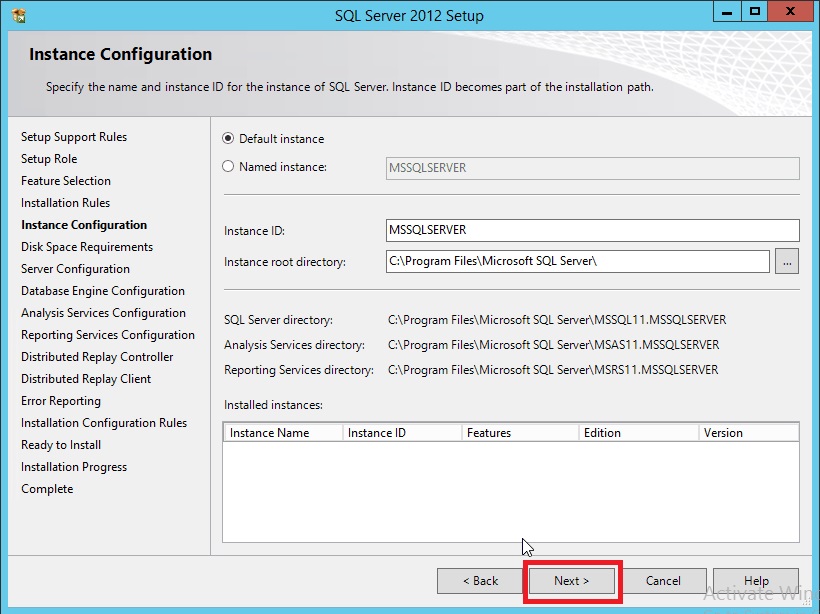 SQL Server 2012 Setup
Instance Configuration
Specify the name and instance ID for the instance of SQL Server. Instance ID becomes part of the installation path.
Setup Support Rules
Setup Role
Feature Selection
Installation Rules
Instance Configuration
Disk Space Requirements
Server Configuration
Database Engine Configuration
Analysis Services Configuration
Reporting Services Configuration
Distributed Replay Controller
Distributed Replay Client
Error Reporting
Installation Configuration Rules
Ready to Install
Installation Progress
Complete
Default instance
Named instance: MSSQLSERVER
Instance ID: MSSQLSERVER
Instance root directory: C:\Program Files\Microsoft SQL Server\ ...
SQL Server directory: C:\Program Files\Microsoft SQL Server\MSSQL11.MSSQLSERVER
Analysis Services directory: C:\Program Files\Microsoft SQL Server\MSAS11.MSSQLSERVER
Reporting Services directory: C:\Program Files\Microsoft SQL Server\MSRS11.MSSQLSERVER
Installed instances:
Instance Name Instance ID Features Edition Version
< Back Next > Cancel Help
Activate Win